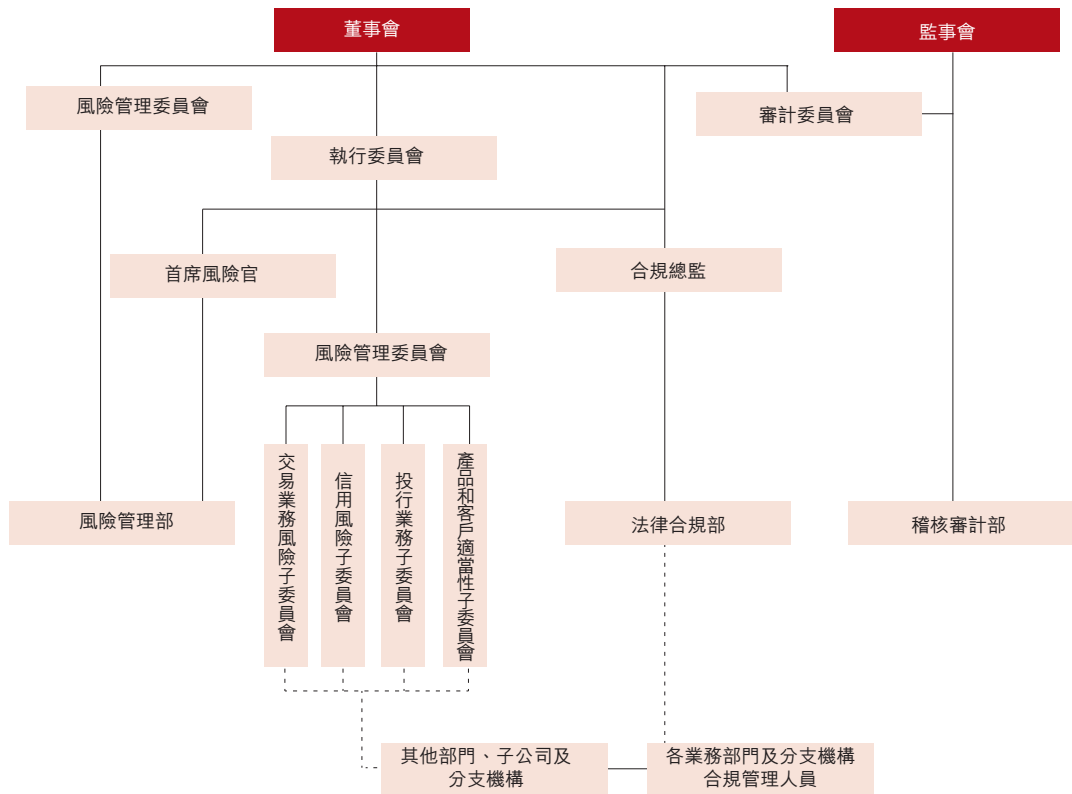 董事會
監事會
風險管理委員會
審計委員會
執行委員會
首席風險官
合規總監
風險管理委員會
交易業務風險子委員會
信用風險子委員會
投行業務子委員會
產品和客戶適當性子委員會
風險管理部
法律合規部
稽核審計部
其他部門、子公司及
分支機構
各業務部門及分支機構
合規管理人員